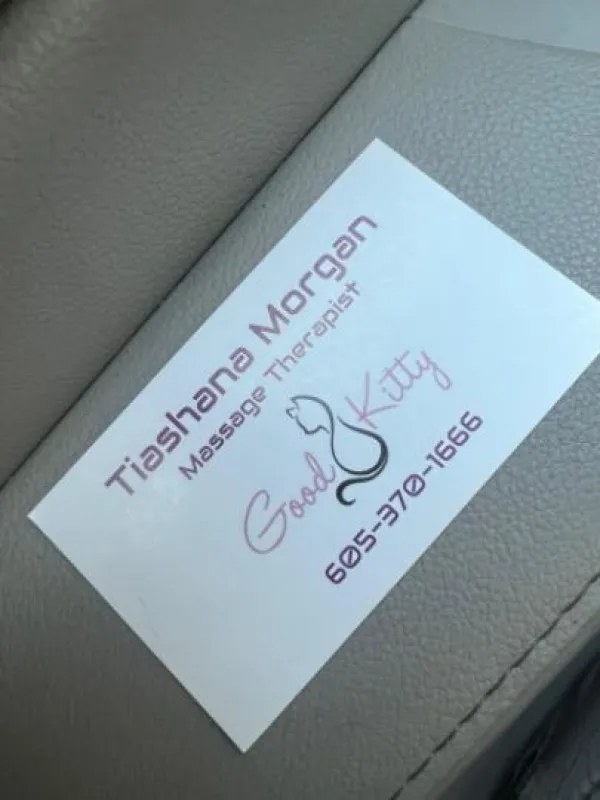 Tiashana Morgan
Massage Therapist
Good Kitty
605-370-1666